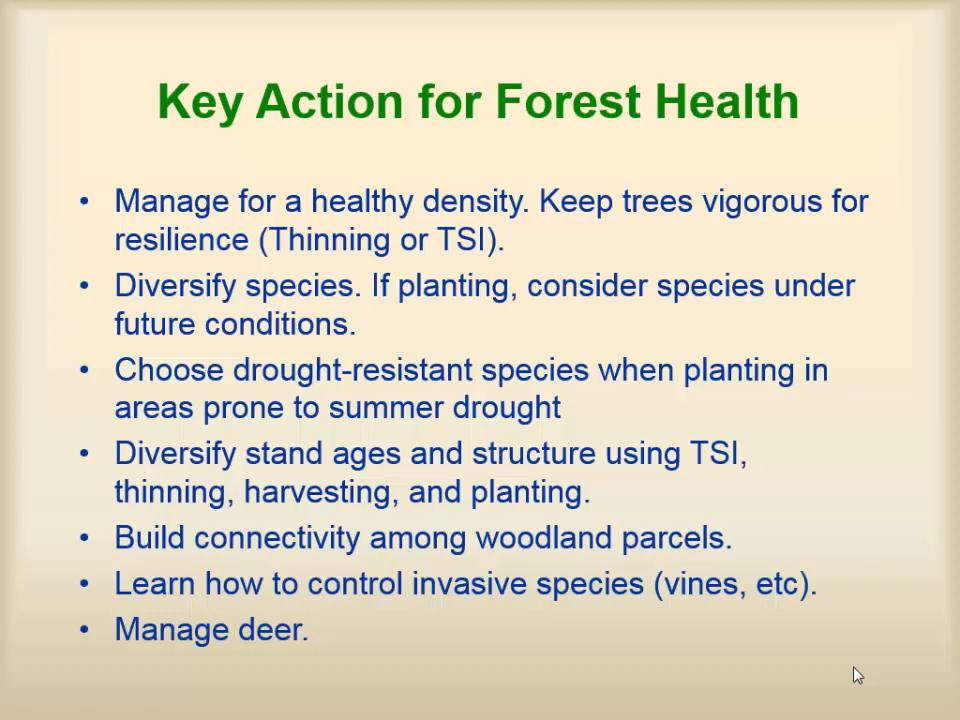 Key Action for Forest Health
• Manage for a healthy density. Keep trees vigorous for
resilience (Thinning or TSI).
• Diversify species. If planting, consider species under
future conditions.
• Choose drought-resistant species when planting in
areas prone to summer drought
• Diversify stand ages and structure using TSI,
thinning, harvesting, and planting.
• Build connectivity among woodland parcels.
• Learn how to control invasive species (vines, etc).
• Manage deer.